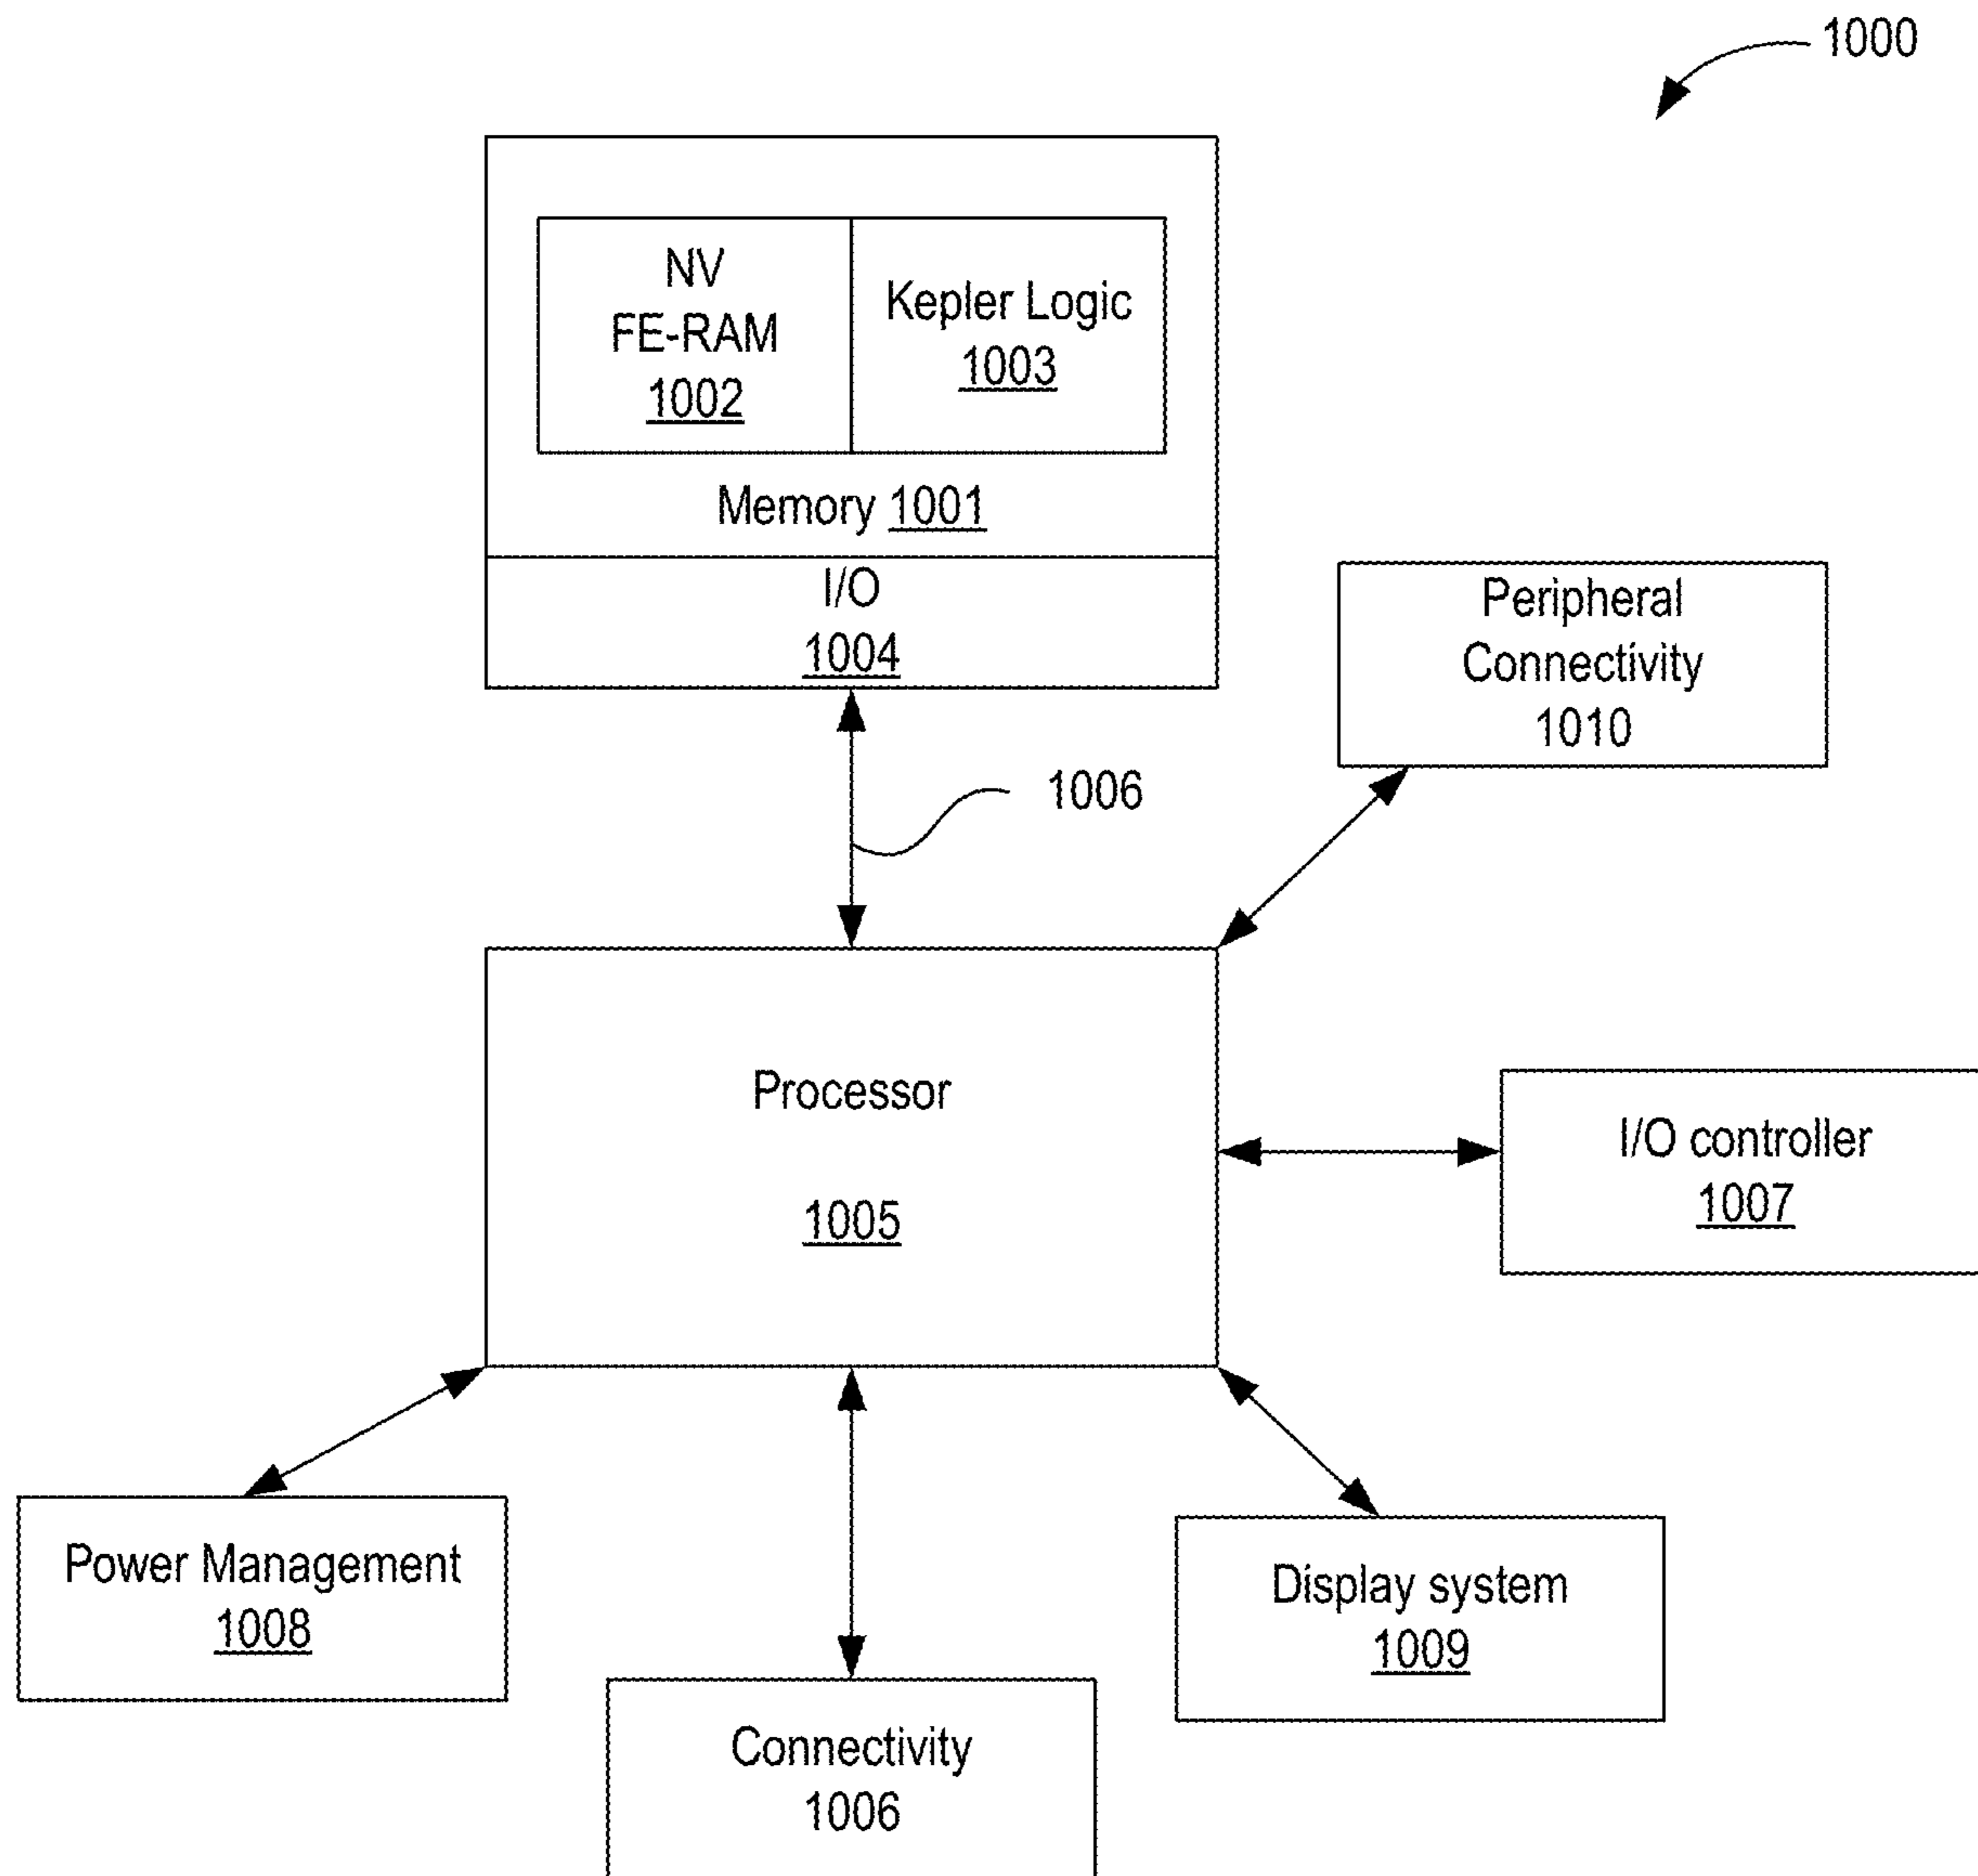 1000
NV
FE-RAM
1002
Kepler Logic
1003
Memory 1001
I/O
1004
Peripheral
Connectivity
1010
1006
Processor
1005
I/O controller
1007
Power Management
1008
Display system
1009
Connectivity
1006